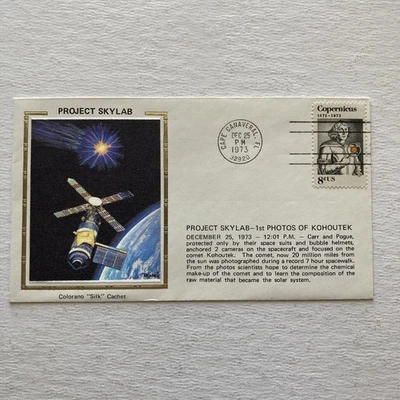 PROJECT SKYLAB
Colorano "Silk" Cachet
CAPE CANAVERAL, FL
DEC 25
PM
1973
32920
Copernicus
1473-1973
8¢ US
PROJECT SKYLAB—1st PHOTOS OF KOHOUTEK
DECEMBER 25, 1973 - 12:01 P.M. - Carr and Pogue,
protected only by their space suits and bubble helmets,
anchored 2 cameras on the spacecraft and focused on the
comet Kohoutek. The comet, now 20 million miles from
the sun was photographed during a record 7 hour spacewalk.
From the photos scientists hope to determine the chemical
make-up of the comet and to learn the composition of the
raw material that became the solar system.